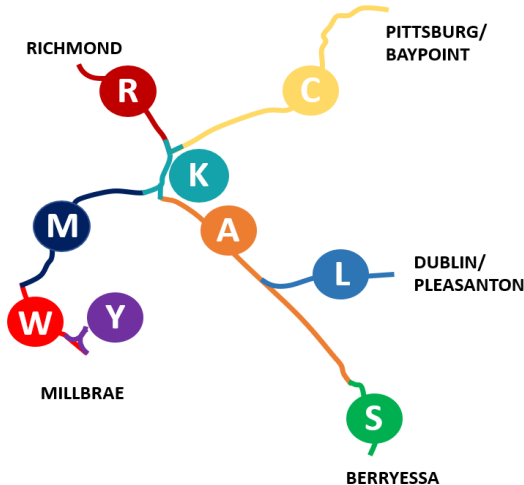 PITTSBURG/
BAYPOINT
RICHMOND
R
C
K
M
A
L
DUBLIN/
PLEASANTON
W
Y
MILLBRAE
S
BERRYESSA